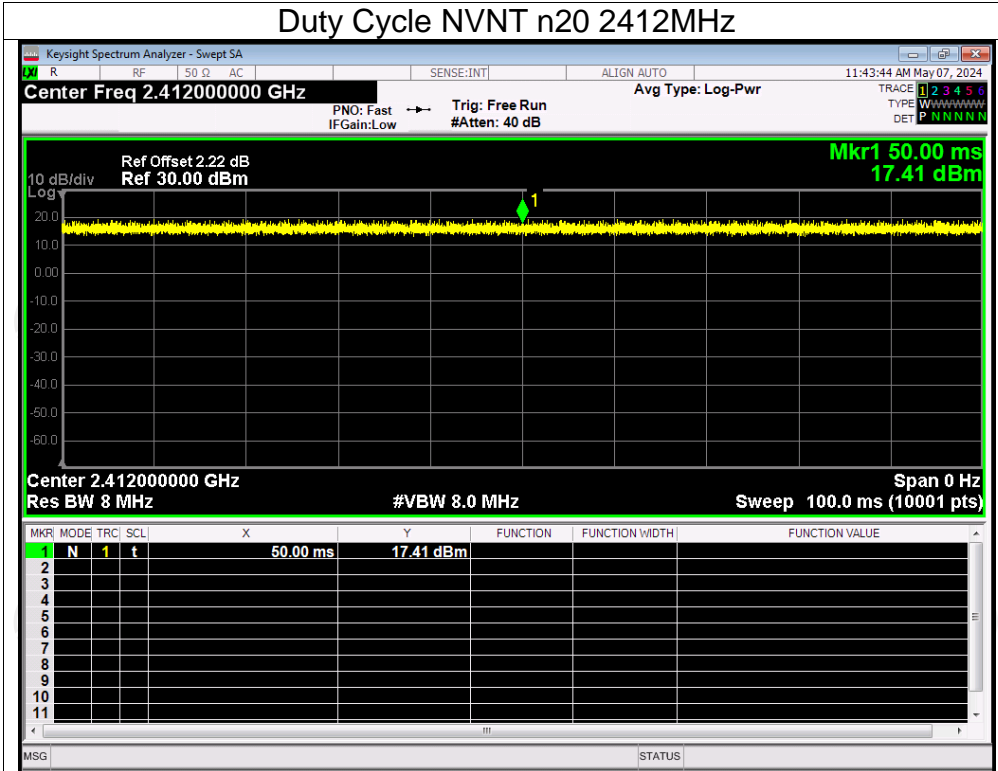 Duty Cycle NVNT n20 2412MHz
Keysight Spectrum Analyzer - Swept SA
LXI R RF 50 Ω AC SENSE:INT ALIGN AUTO 11:43:44 AM May 07, 2024
Center Freq 2.412000000 GHz Avg Type: Log-Pwr TRACE 1 2 3 4 5 6
PNO: Fast Trig: Free Run TYPE WWWWWW
IFGain:Low #Atten: 40 dB DET P N N N N N
Mkr1 50.00 ms
Ref Offset 2.22 dB
10 dB/div Ref 30.00 dBm 17.41 dBm
Log
1
20.0
10.0
0.00
-10.0
-20.0
-30.0
-40.0
-50.0
-60.0
Center 2.412000000 GHz Span 0 Hz
Res BW 8 MHz #VBW 8.0 MHz Sweep 100.0 ms (10001 pts)
MKR MODE TRC SCL X Y FUNCTION FUNCTION WIDTH FUNCTION VALUE
1 N 1 t 50.00 ms 17.41 dBm
2
3
4
5
6
7
8
9
10
11
MSG STATUS